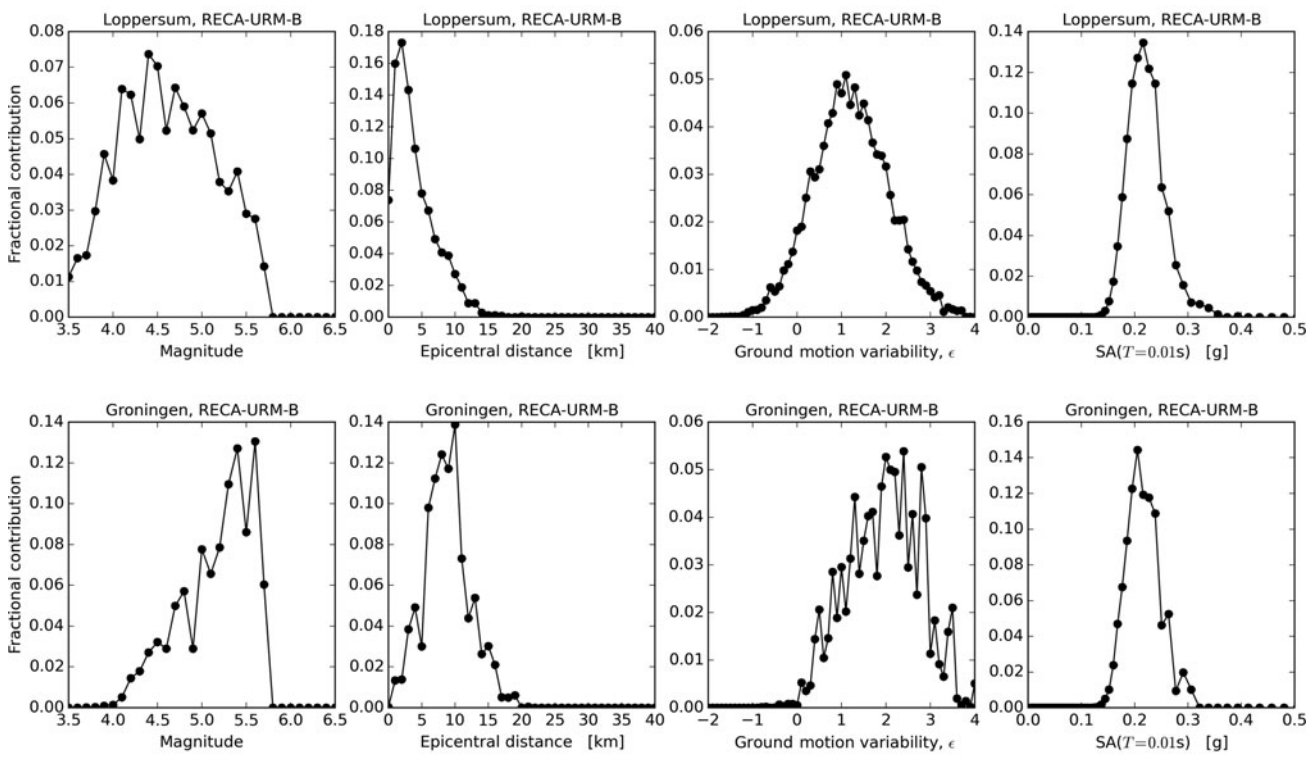 Loppersum, RECA-URM-B
Fractional contribution
0.08
0.07
0.06
0.05
0.04
0.03
0.02
0.01
0.00
3.5 4.0 4.5 5.0 5.5 6.0 6.5
Magnitude
Loppersum, RECA-URM-B
0.18
0.16
0.14
0.12
0.10
0.08
0.06
0.04
0.02
0.00
0 5 10 15 20 25 30 35 40
Epicentral distance [km]
Loppersum, RECA-URM-B
0.06
0.05
0.04
0.03
0.02
0.01
0.00
−2 −1 0 1 2 3 4
Ground motion variability, ϵ
Loppersum, RECA-URM-B
0.14
0.12
0.10
0.08
0.06
0.04
0.02
0.00
0.0 0.1 0.2 0.3 0.4 0.5
SA(T=0.01s) [g]
Groningen, RECA-URM-B
Fractional contribution
0.14
0.12
0.10
0.08
0.06
0.04
0.02
0.00
3.5 4.0 4.5 5.0 5.5 6.0 6.5
Magnitude
Groningen, RECA-URM-B
0.14
0.12
0.10
0.08
0.06
0.04
0.02
0.00
0 5 10 15 20 25 30 35 40
Epicentral distance [km]
Groningen, RECA-URM-B
0.06
0.05
0.04
0.03
0.02
0.01
0.00
−2 −1 0 1 2 3 4
Ground motion variability, ϵ
Groningen, RECA-URM-B
0.16
0.14
0.12
0.10
0.08
0.06
0.04
0.02
0.00
0.0 0.1 0.2 0.3 0.4 0.5
SA(T=0.01s) [g]